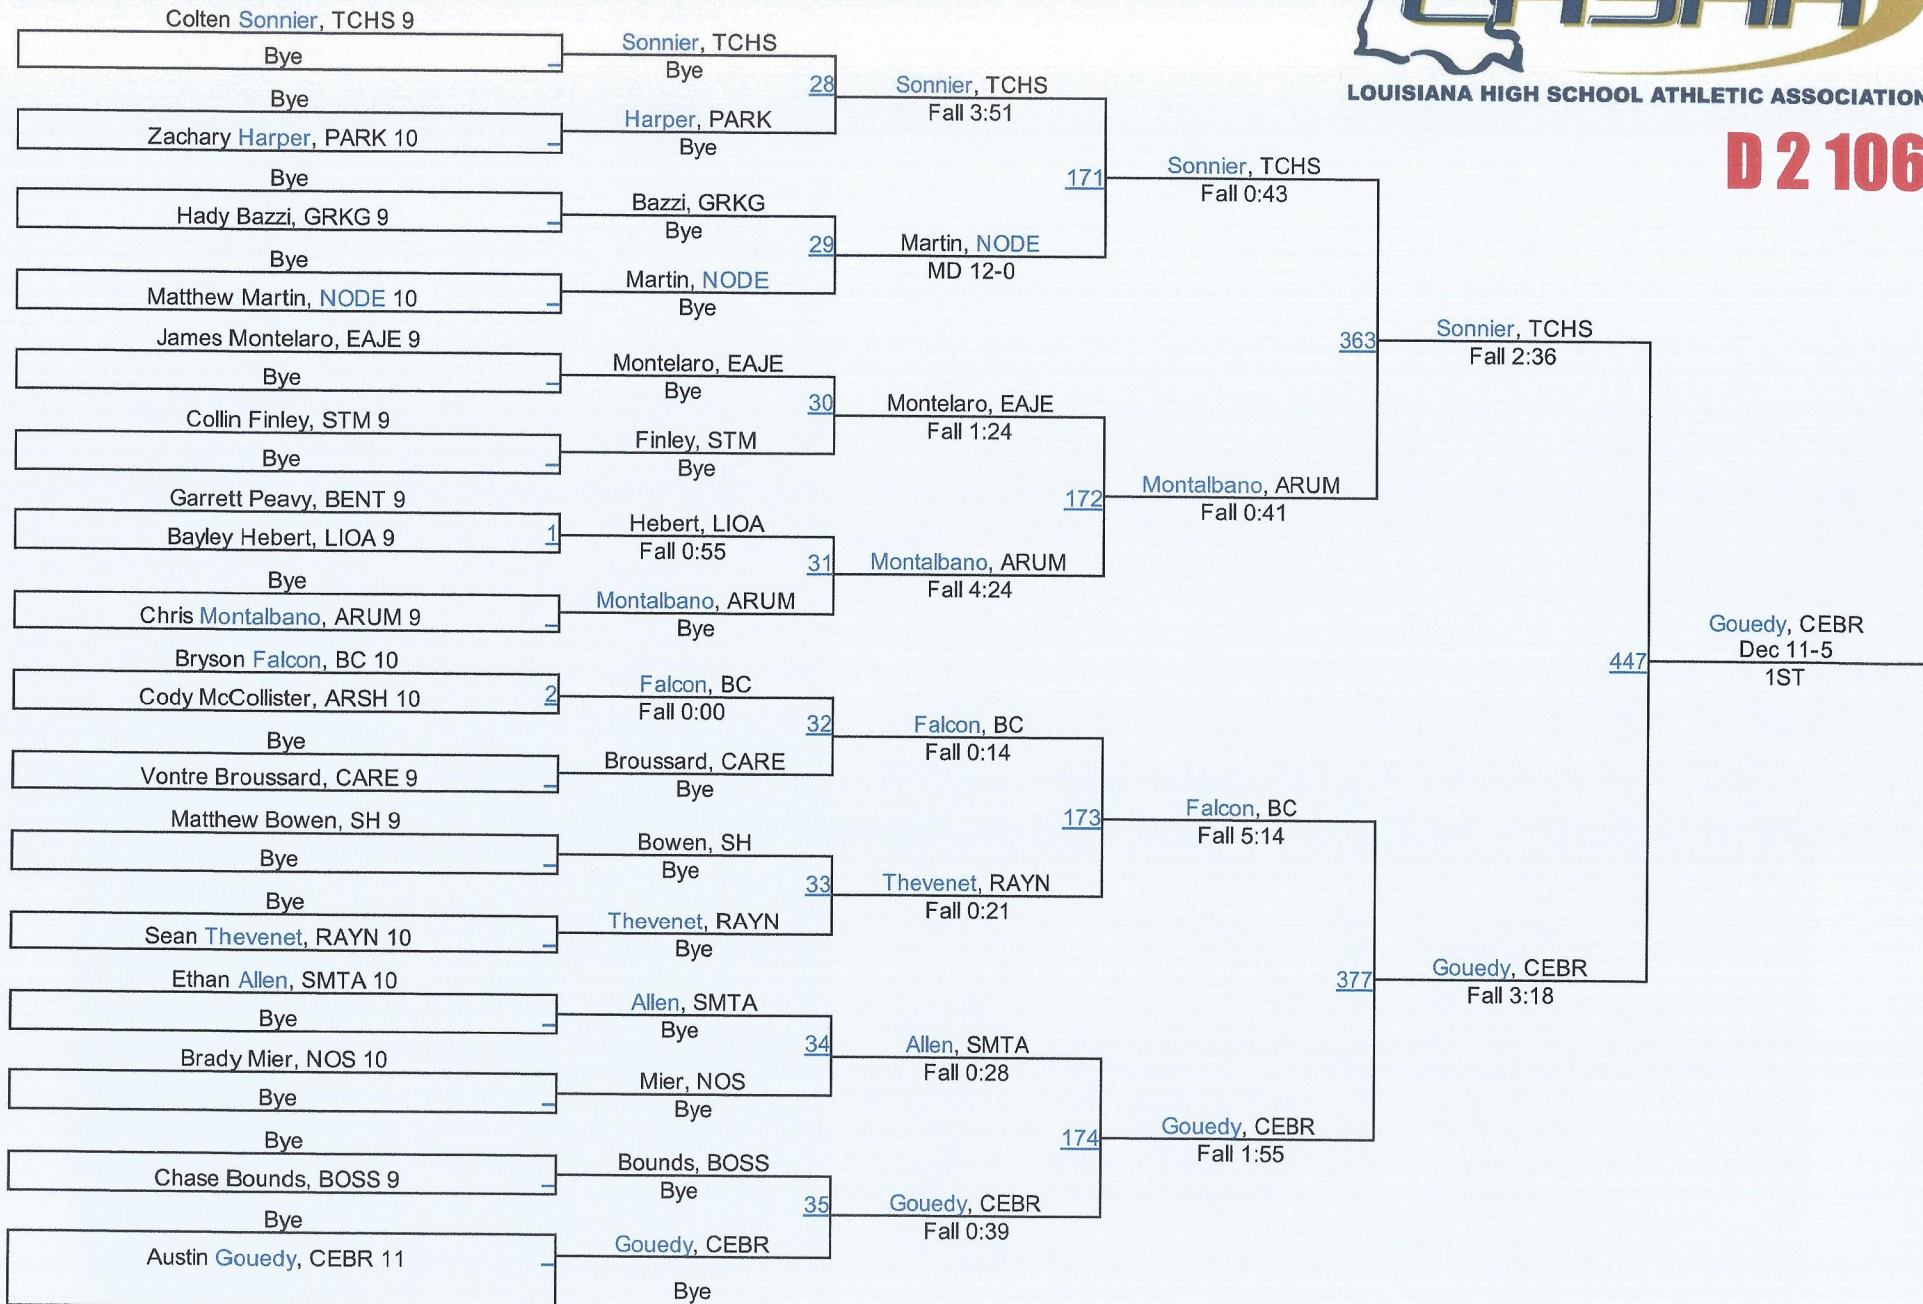 LHSAA
LOUISIANA HIGH SCHOOL ATHLETIC ASSOCIATION
D 2 106
Colten Sonnier, TCHS 9
Bye
Bye
Zachary Harper, PARK 10
Bye
Hady Bazzi, GRKG 9
Bye
Matthew Martin, NODE 10
James Montelaro, EAJE 9
Bye
Collin Finley, STM 9
Bye
Garrett Peavy, BENT 9
Bayley Hebert, LIOA 9
1
Bye
Chris Montalbano, ARUM 9
Bryson Falcon, BC 10
Cody McCollister, ARSH 10
2
Bye
Vontre Broussard, CARE 9
Matthew Bowen, SH 9
Bye
Bye
Sean Thevenet, RAYN 10
Ethan Allen, SMTA 10
Bye
Brady Mier, NOS 10
Bye
Bye
Chase Bounds, BOSS 9
Bye
Austin Gouedy, CEBR 11
Sonnier, TCHS
Bye
28
Harper, PARK
Bye
Bazzi, GRKG
Bye
29
Martin, NODE
Bye
Montelaro, EAJE
Bye
30
Finley, STM
Bye
Hebert, LIOA
Fall 0:55
31
Montalbano, ARUM
Bye
Falcon, BC
Fall 0:00
32
Broussard, CARE
Bye
Bowen, SH
Bye
33
Thevenet, RAYN
Bye
Allen, SMTA
Bye
34
Mier, NOS
Bye
Bounds, BOSS
Bye
35
Gouedy, CEBR
Bye
Sonnier, TCHS
Fall 3:51
171
Martin, NODE
MD 12-0
Montelaro, EAJE
Fall 1:24
172
Montalbano, ARUM
Fall 4:24
Falcon, BC
Fall 0:14
173
Thevenet, RAYN
Fall 0:21
Allen, SMTA
Fall 0:28
174
Gouedy, CEBR
Fall 0:39
Sonnier, TCHS
Fall 0:43
363
Montalbano, ARUM
Fall 0:41
Falcon, BC
Fall 5:14
377
Gouedy, CEBR
Fall 1:55
Sonnier, TCHS
Fall 2:36
447
Gouedy, CEBR
Fall 3:18
Gouedy, CEBR
Dec 11-5
1ST